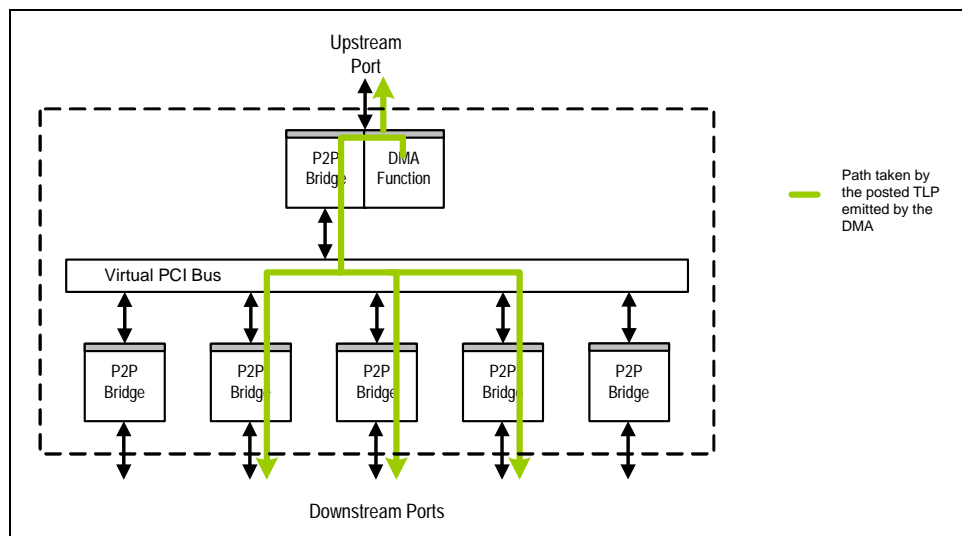 Upstream
Port
P2P
Bridge
DMA
Function
Path taken by
the posted TLP
emitted by the
DMA
Virtual PCI Bus
P2P
Bridge
P2P
Bridge
P2P
Bridge
P2P
Bridge
P2P
Bridge
Downstream Ports